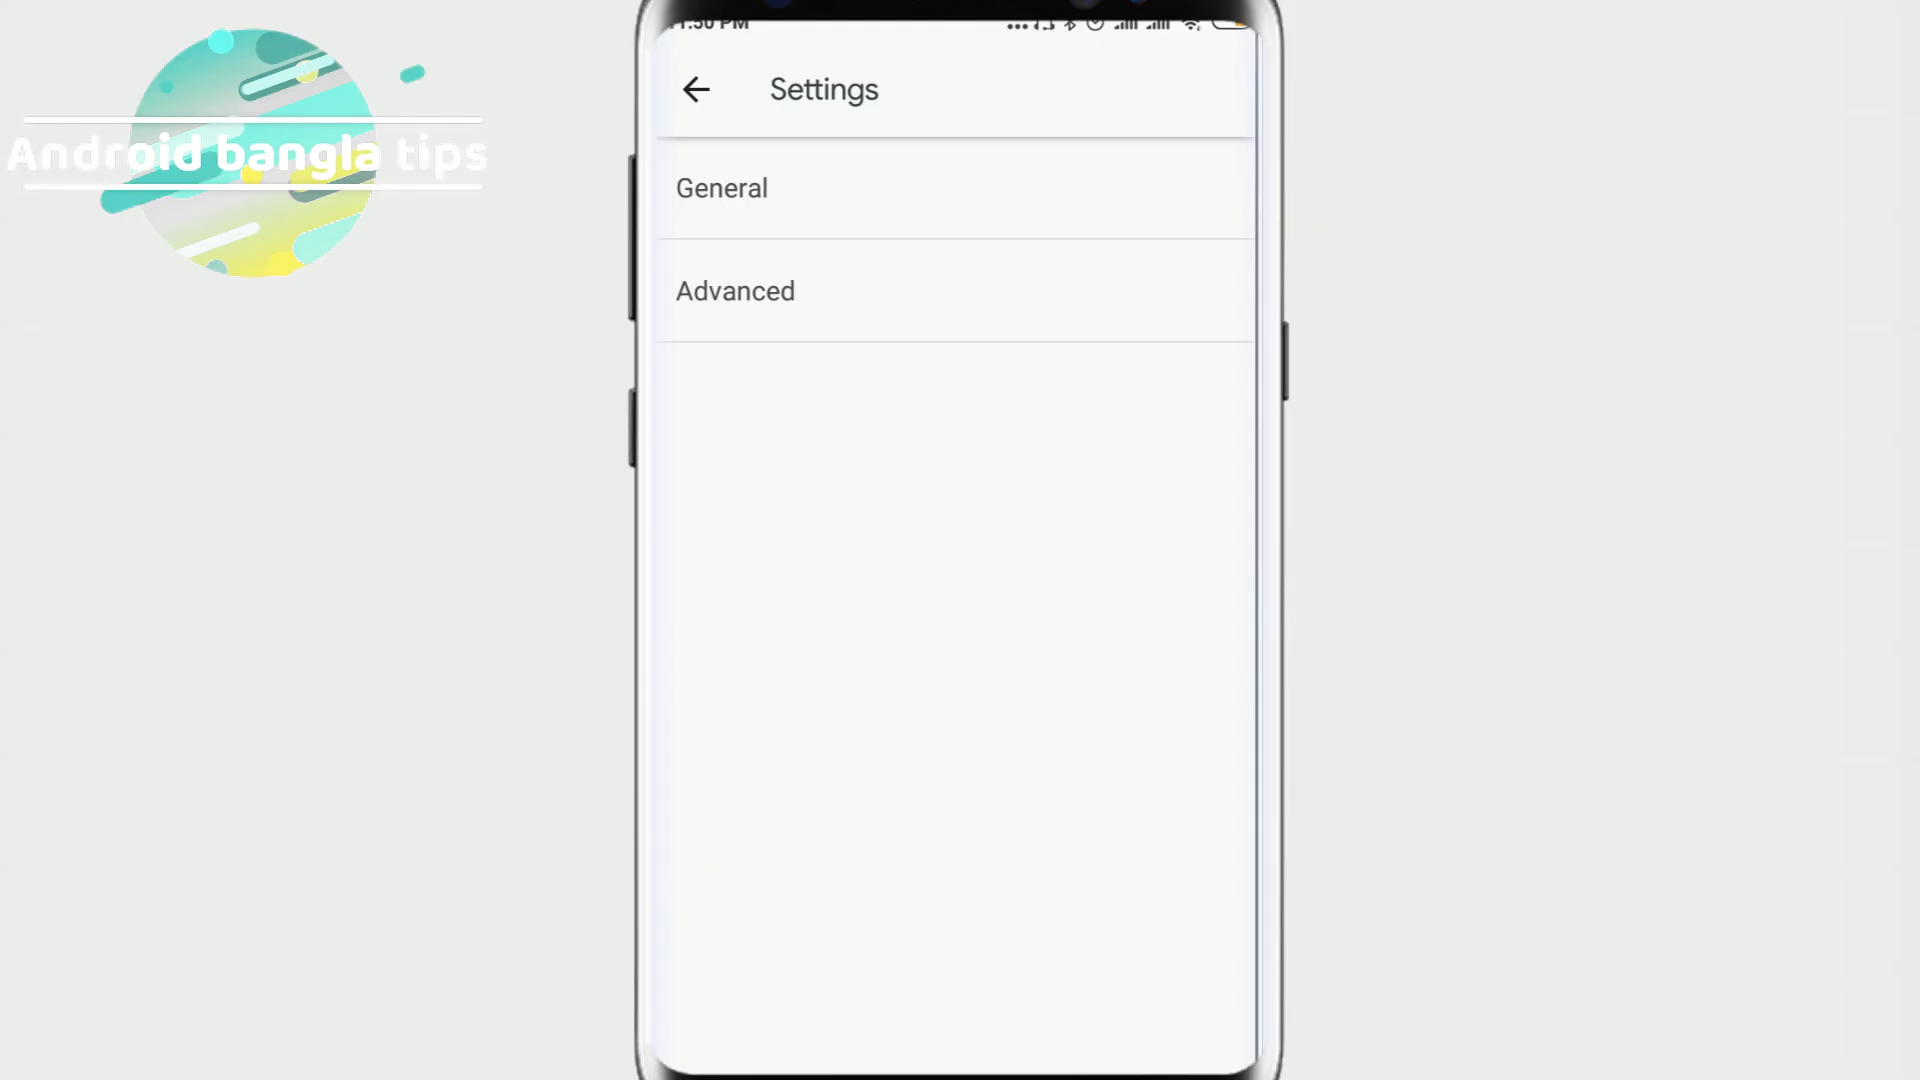 Android bangla tips
Settings
General
Advanced